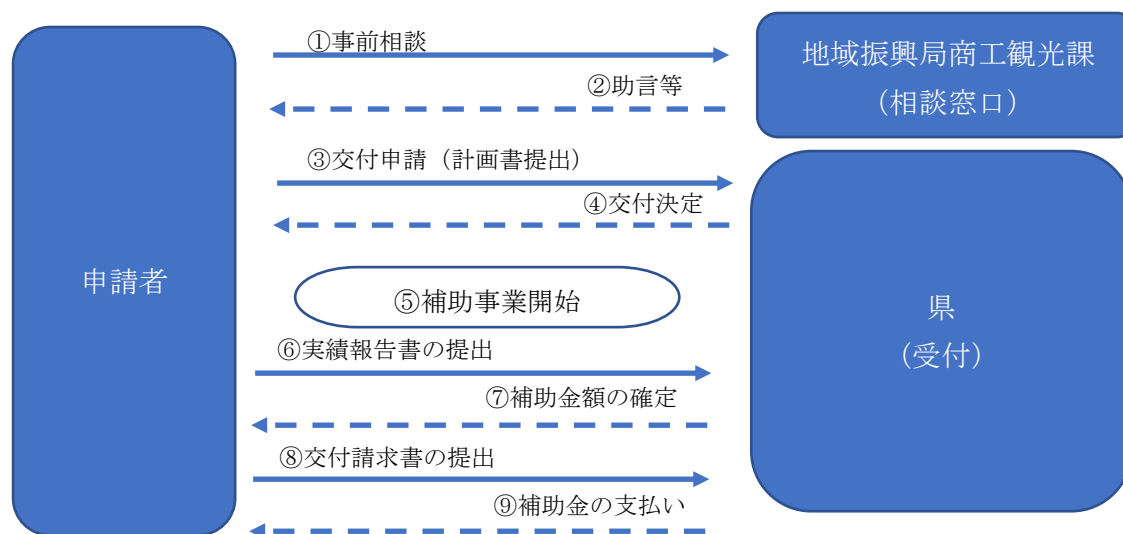 ①事前相談
地域振興局商工観光課
（相談窓口）
②助言等
③交付申請（計画書提出）
④交付決定
申請者
⑤補助事業開始
県
（受付）
⑥実績報告書の提出
⑦補助金額の確定
⑧交付請求書の提出
⑨補助金の支払い